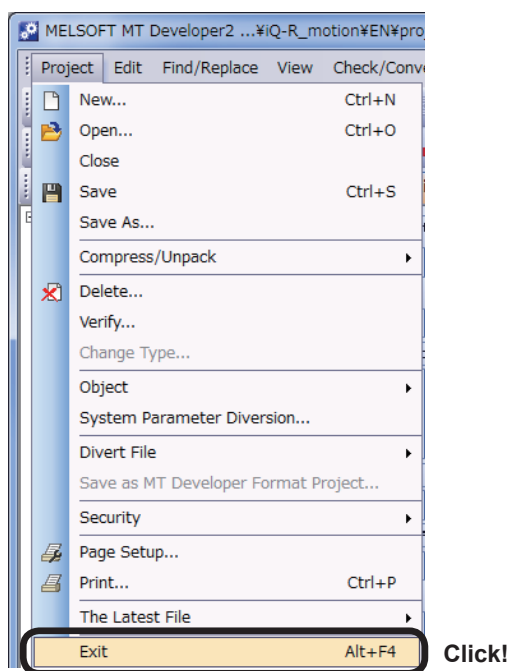 MELSOFT MT Developer2 ...¥iQ-R_motion¥EN¥pro
Project Edit Find/Replace View Check/Conv
New... Ctrl+N
Open... Ctrl+O
Close
Save Ctrl+S
Save As...
Compress/Unpack
Delete...
Verify...
Change Type...
Object
System Parameter Diversion...
Divert File
Save as MT Developer Format Project...
Security
Page Setup...
Print... Ctrl+P
The Latest File
Exit Alt+F4 Click!